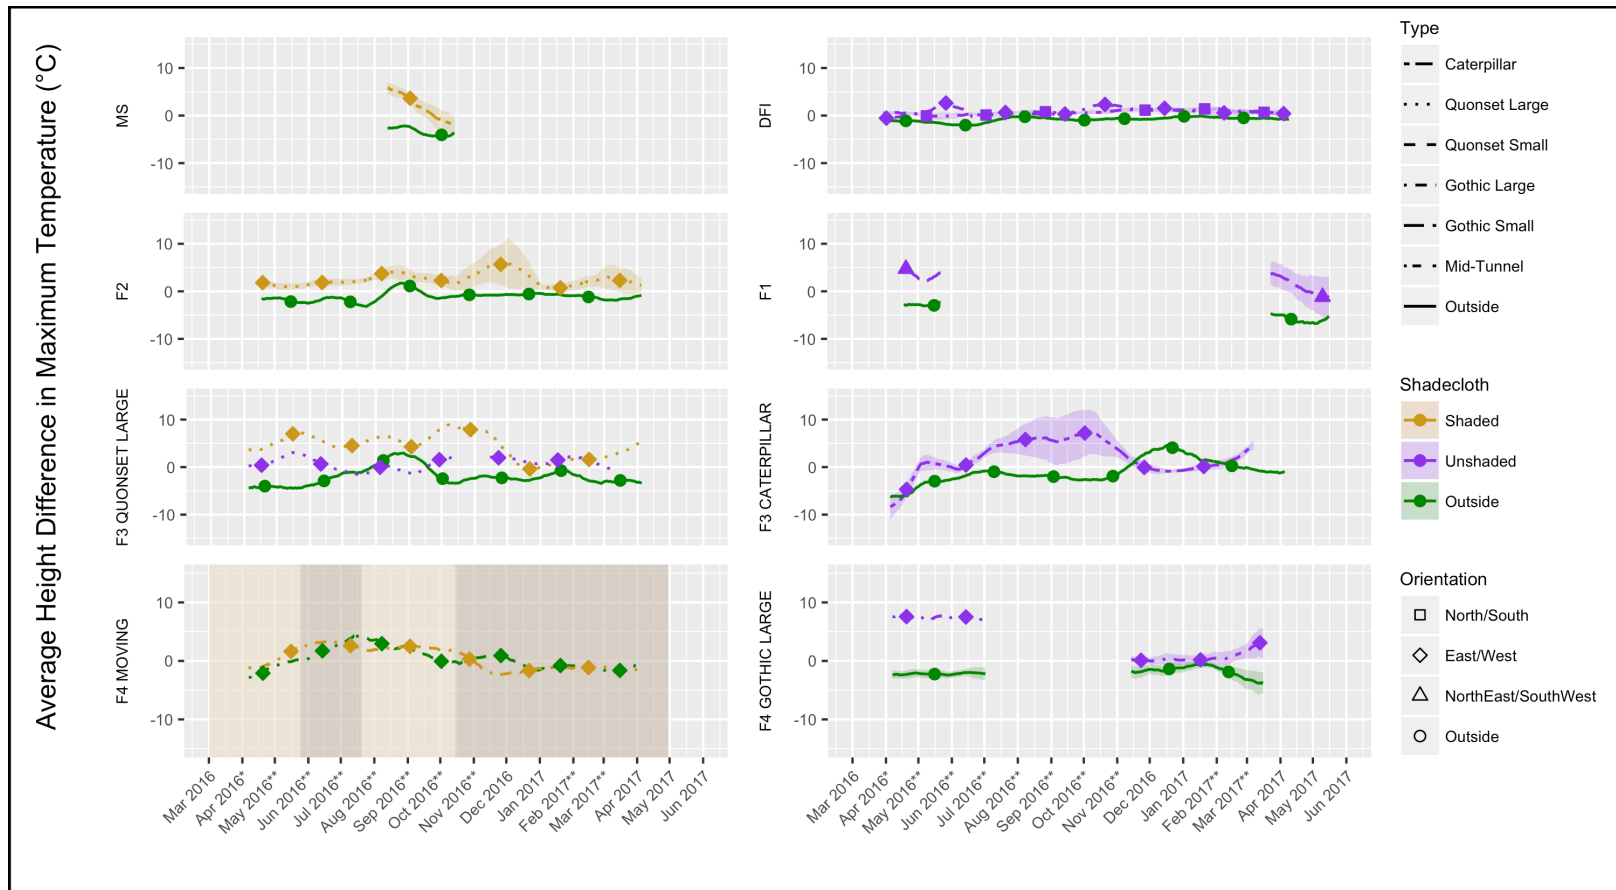 Average Height Difference in Maximum Temperature (°C)
MS
10
0
-10
F2
10
0
-10
F3 QUONSET LARGE
10
0
-10
F4 MOVING
10
0
-10
Mar 2016
Apr 2016*
May 2016**
Jun 2016**
Jul 2016**
Aug 2016**
Sep 2016**
Oct 2016**
Nov 2016**
Dec 2016
Jan 2017
Feb 2017**
Mar 2017**
Apr 2017
May 2017
Jun 2017
DFI
10
0
-10
F1
10
0
-10
F3 CATERPILLAR
10
0
-10
F4 GOTHIC LARGE
10
0
-10
Mar 2016
Apr 2016*
May 2016**
Jun 2016**
Jul 2016**
Aug 2016**
Sep 2016**
Oct 2016**
Nov 2016**
Dec 2016
Jan 2017
Feb 2017**
Mar 2017**
Apr 2017
May 2017
Jun 2017
Type
Caterpillar
Quonset Large
Quonset Small
Gothic Large
Gothic Small
Mid-Tunnel
Outside
Shadecloth
Shaded
Unshaded
Outside
Orientation
North/South
East/West
NorthEast/SouthWest
Outside